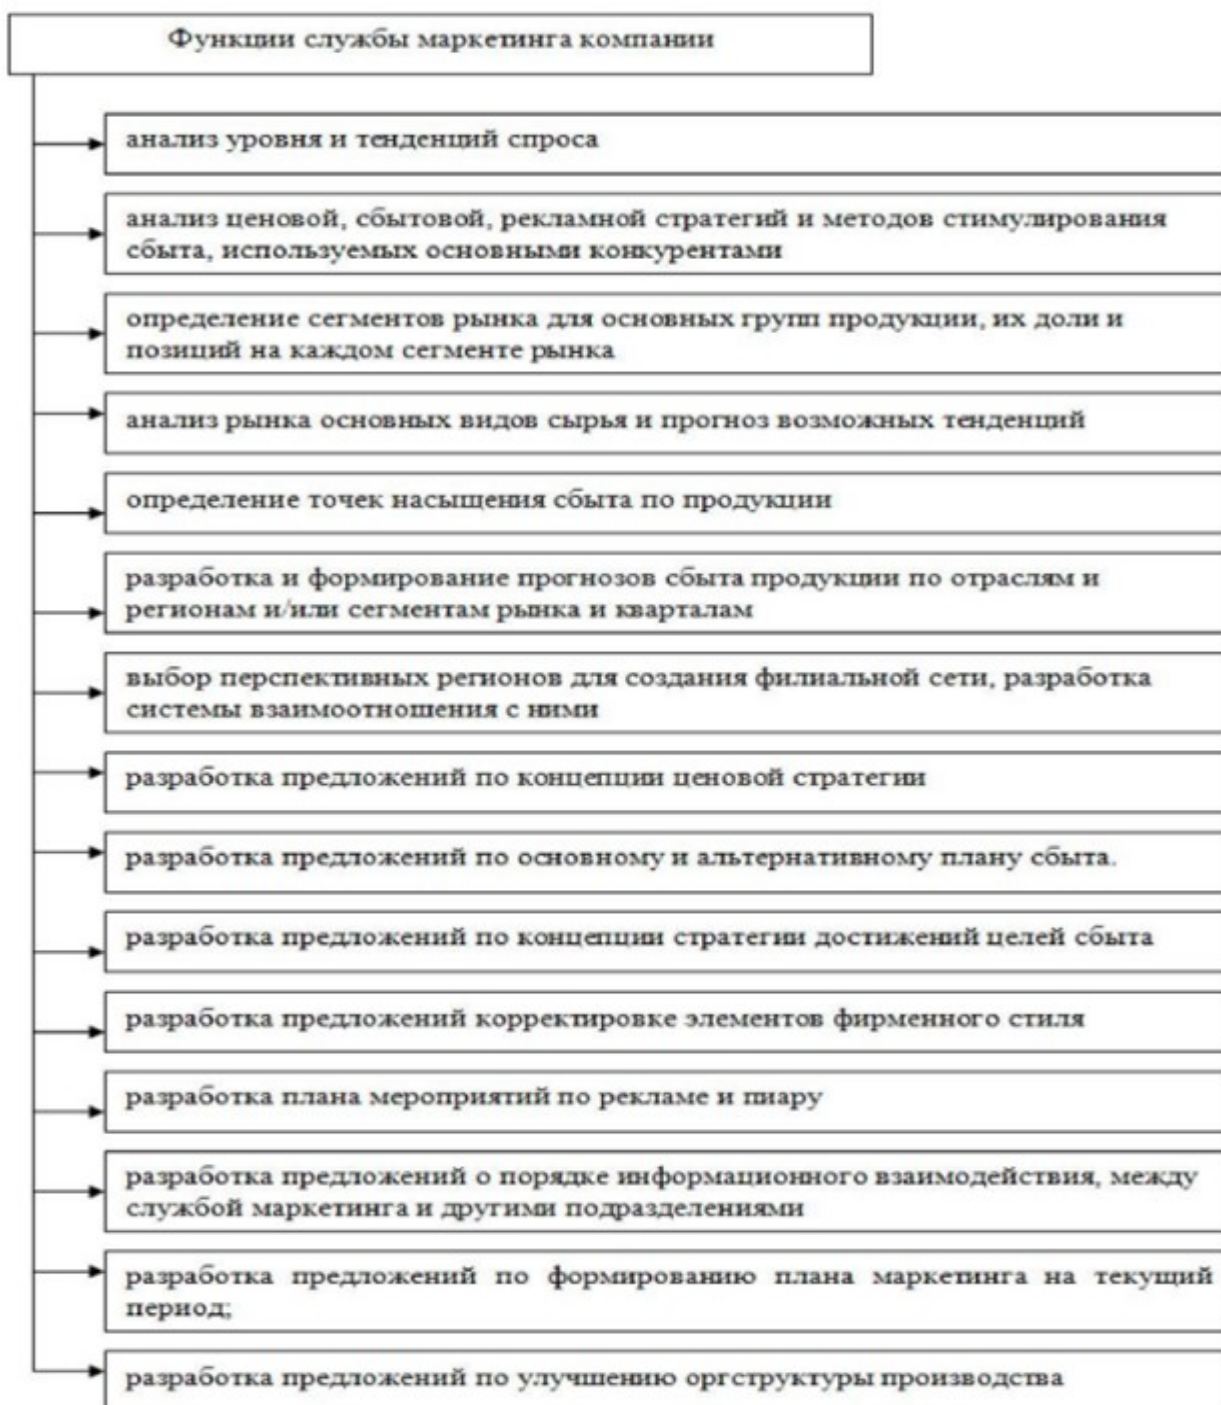 Функции службы маркетинга компании
анализ уровня и тенденций спроса
анализ ценовой, сбытовой, рекламной стратегий и методов стимулирования
сбыта, используемых основными конкурентами
определение сегментов рынка для основных групп продукции, их доли и
позиций на каждом сегменте рынка
анализ рынка основных видов сырья и прогноз возможных тенденций
определение точек насыщения сбыта по продукции
разработка и формирование прогнозов сбыта продукции по отраслям и
регионам и/или сегментам рынка и кварталам
выбор перспективных регионов для создания филиальной сети, разработка
системы взаимоотношения с ними
разработка предложений по концепции ценовой стратегии
разработка предложений по основному и альтернативному плану сбыта.
разработка предложений по концепции стратегии достижений целей сбыта
разработка предложений корректировке элементов фирменного стиля
разработка плана мероприятий по рекламе и пиару
разработка предложений о порядке информационного взаимодействия, между
службой маркетинга и другими подразделениями
разработка предложений по формированию плана маркетинга на текущий
период;
разработка предложений по улучшению оргструктуры производства